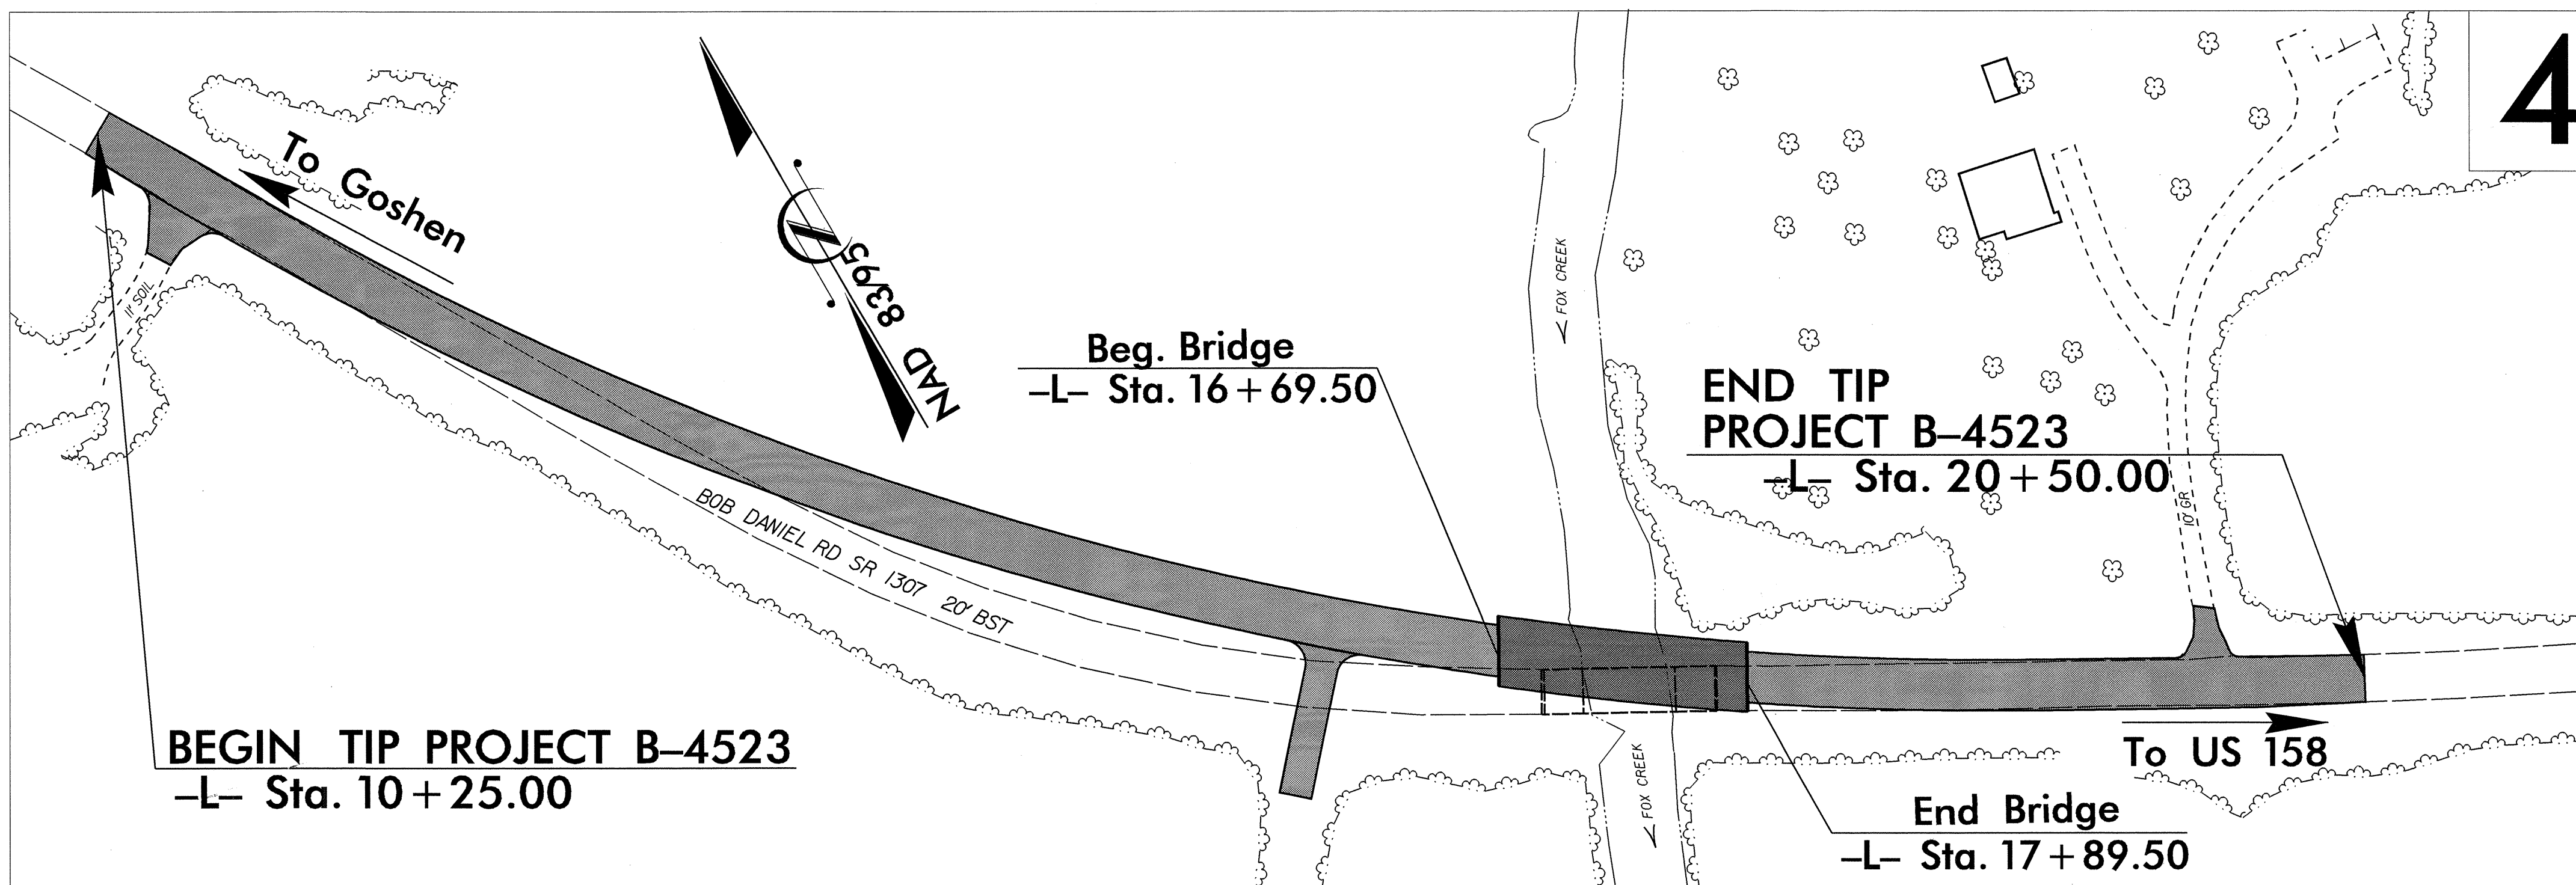 4
To Goshen
NAD 83/95
11' SOIL
FOX CREEK
Beg. Bridge
–L– Sta. 16+69.50
END TIP
PROJECT B–4523
–L– Sta. 20+50.00
10' GR
BOB DANIEL RD SR 1307 20' BST
BEGIN TIP PROJECT B–4523
–L– Sta. 10+25.00
FOX CREEK
To US 158
End Bridge
–L– Sta. 17+89.50